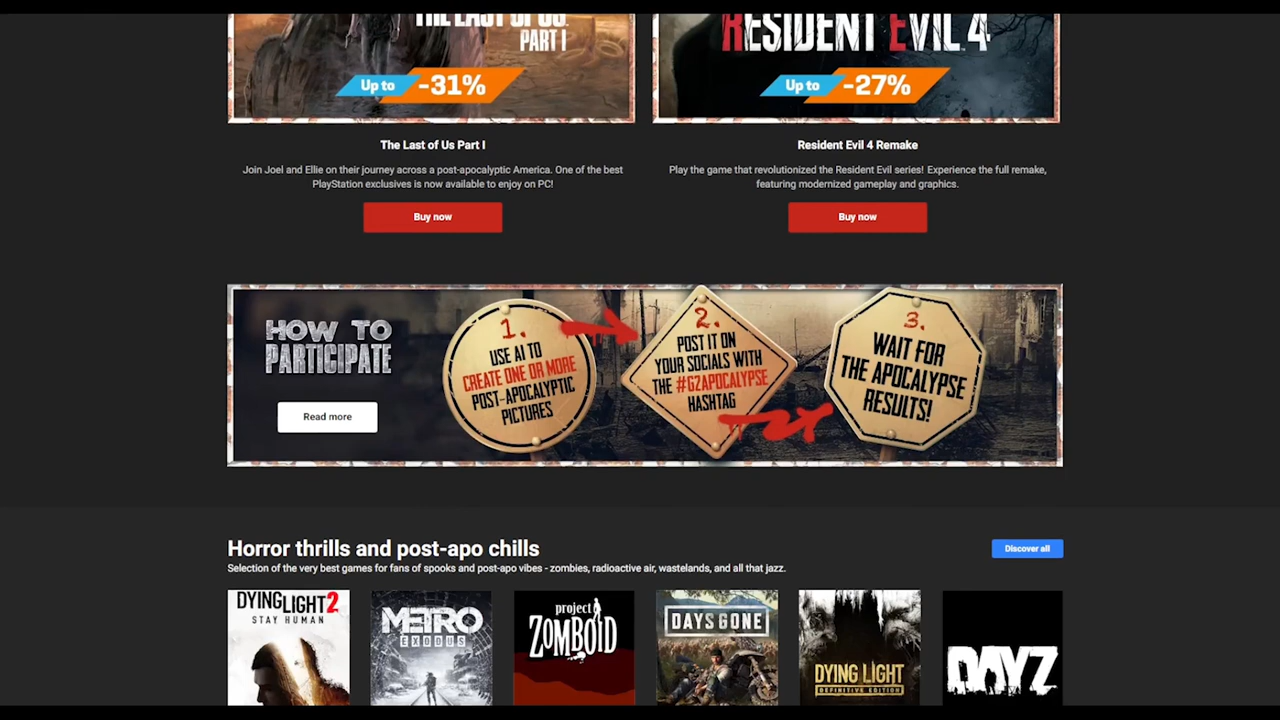 THE LAST OF US
PART I
Up to -31%
RESIDENT EVIL 4
Up to -27%
The Last of Us Part I
Join Joel and Ellie on their journey across a post-apocalyptic America. One of the best
PlayStation exclusives is now available to enjoy on PC!
Buy now
Resident Evil 4 Remake
Play the game that revolutionized the Resident Evil series! Experience the full remake,
featuring modernized gameplay and graphics.
Buy now
HOW TO
PARTICIPATE
Read more
1.
USE AI TO
CREATE ONE OR MORE
POST-APOCALYPTIC
PICTURES
2.
POST IT ON
YOUR SOCIALS WITH
THE #G2APOCALYPSE
HASHTAG
3.
WAIT FOR
THE APOCALYPSE
RESULTS!
Horror thrills and post-apo chills
Discover all
Selection of the very best games for fans of spooks and post-apo vibes - zombies, radioactive air, wastelands, and all that jazz.
DYING LIGHT 2
STAY HUMAN
METRO
EXODUS
project
ZOMBOID
DAYS GONE
DYING LIGHT
DEFINITIVE EDITION
DAYZ